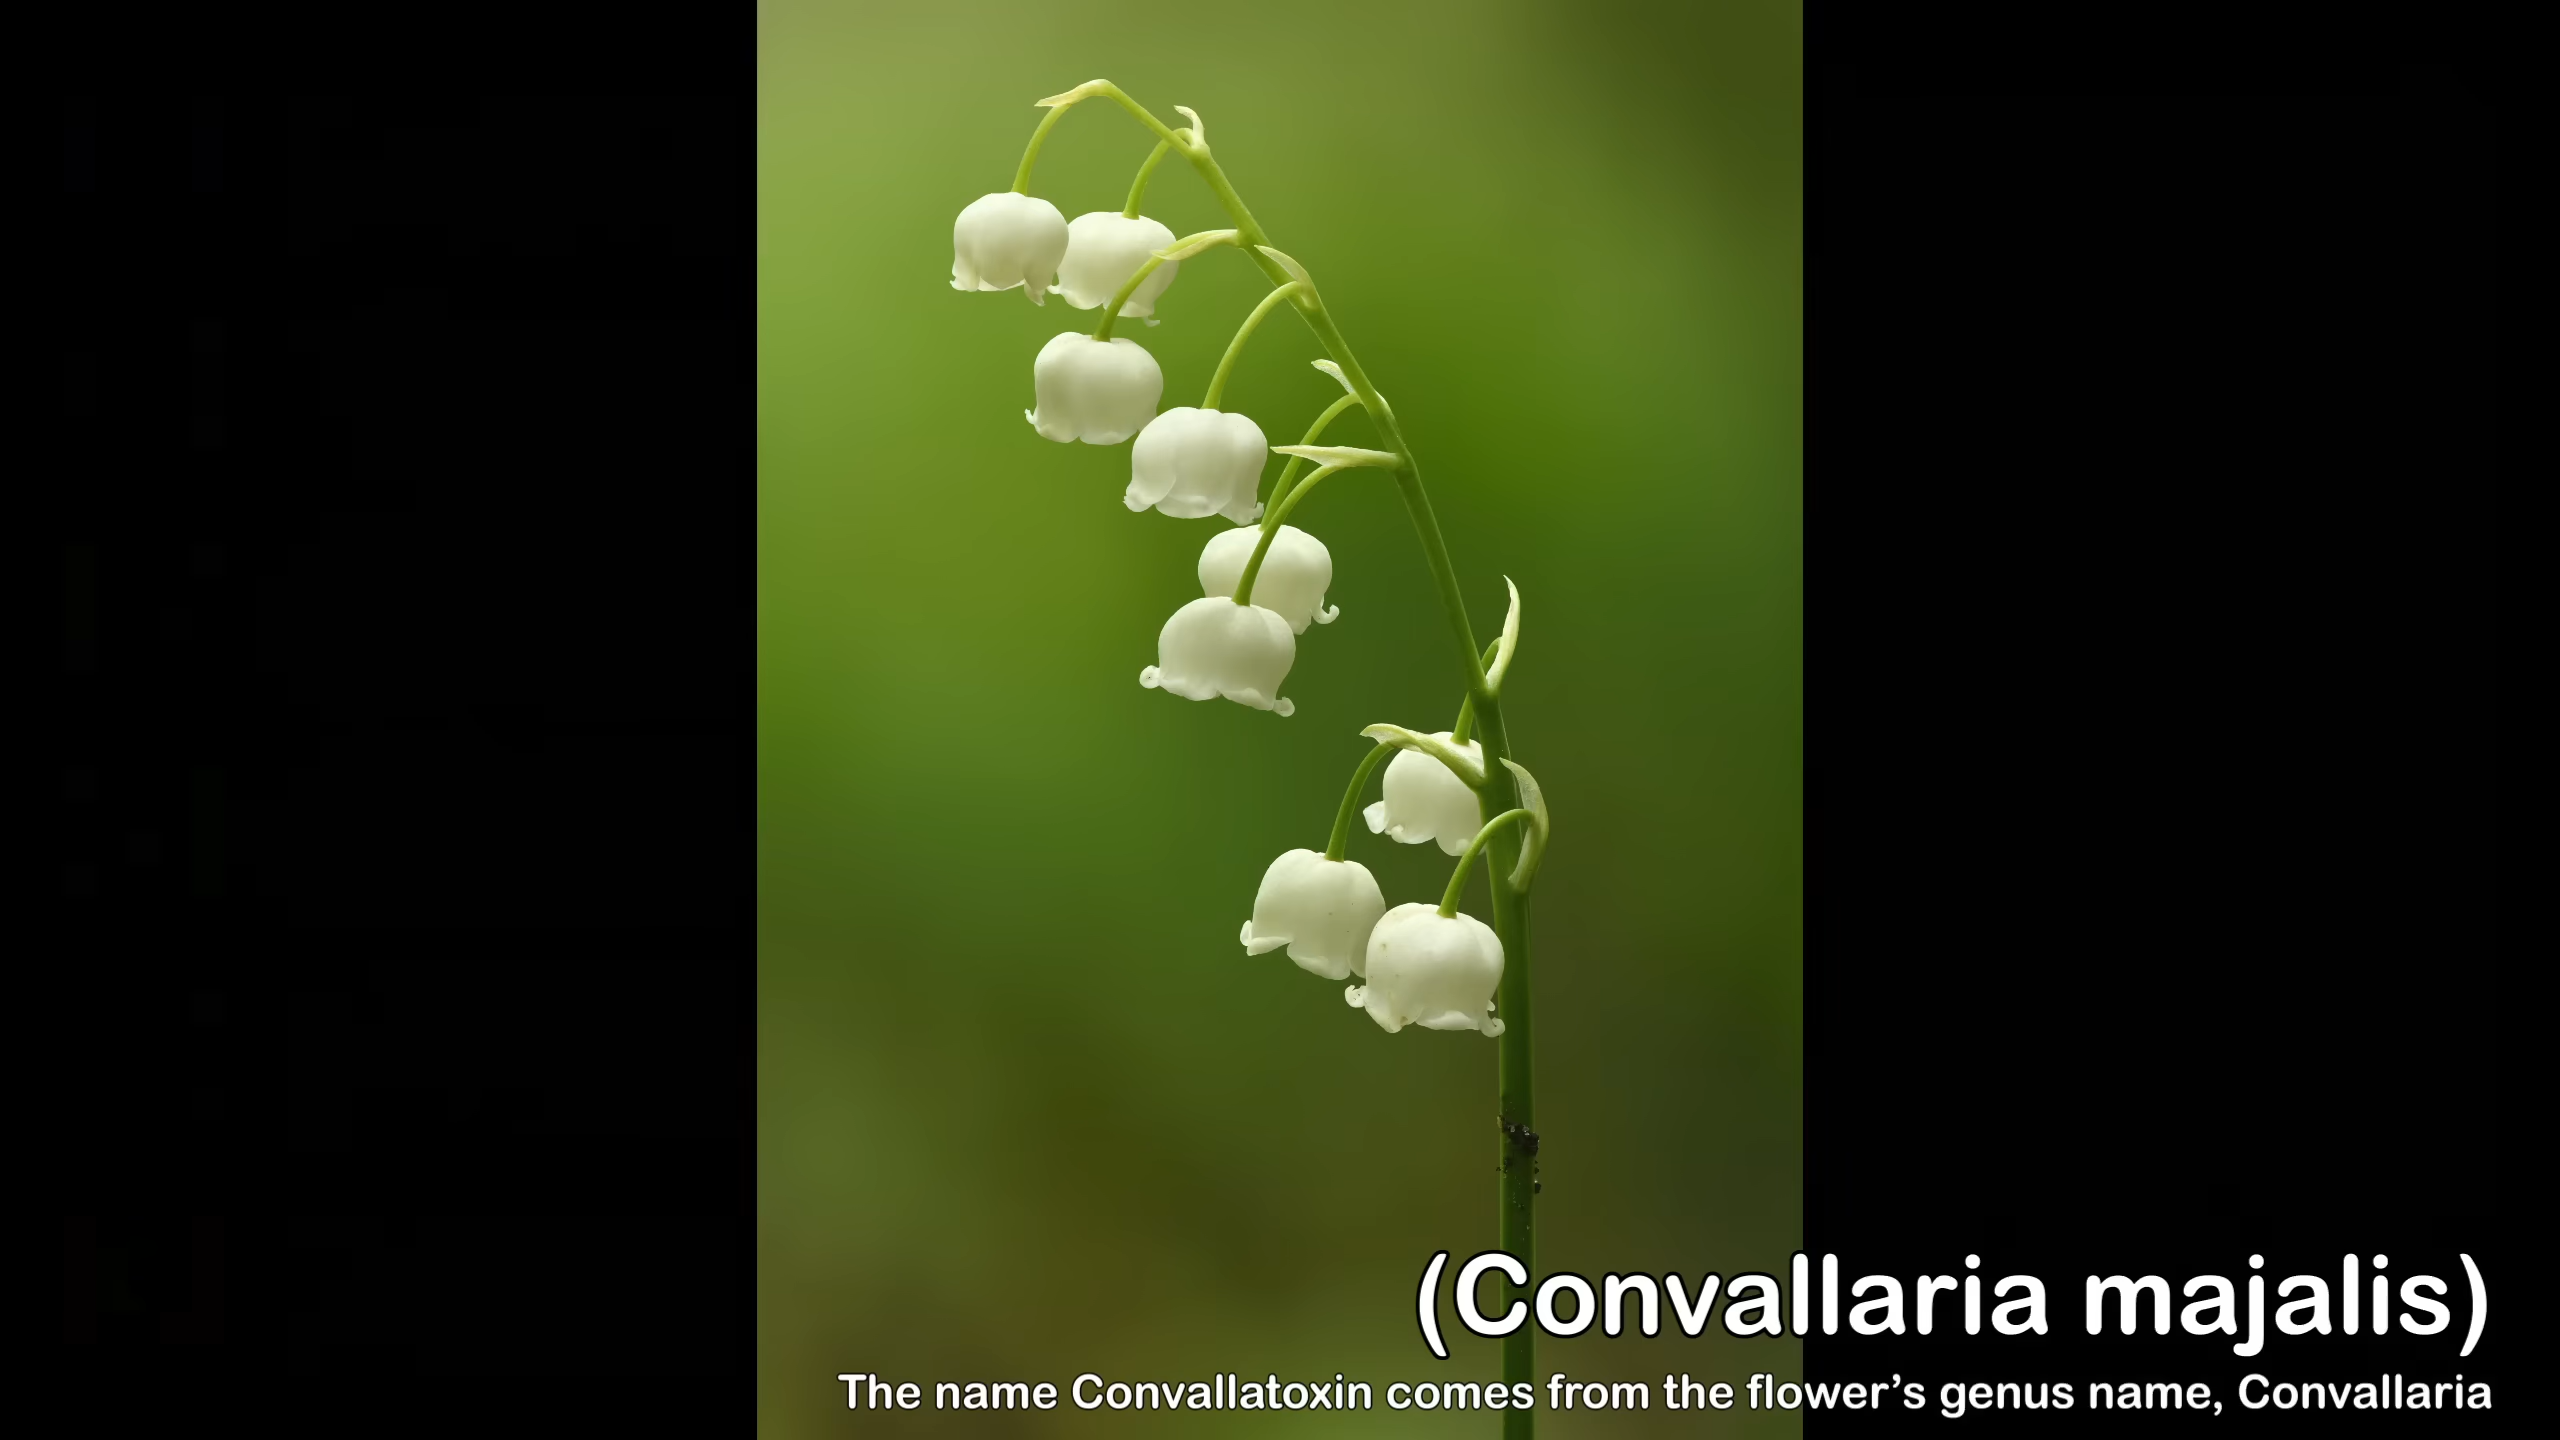 (Convallaria majalis)
The name Convallatoxin comes from the flower’s genus name, Convallaria